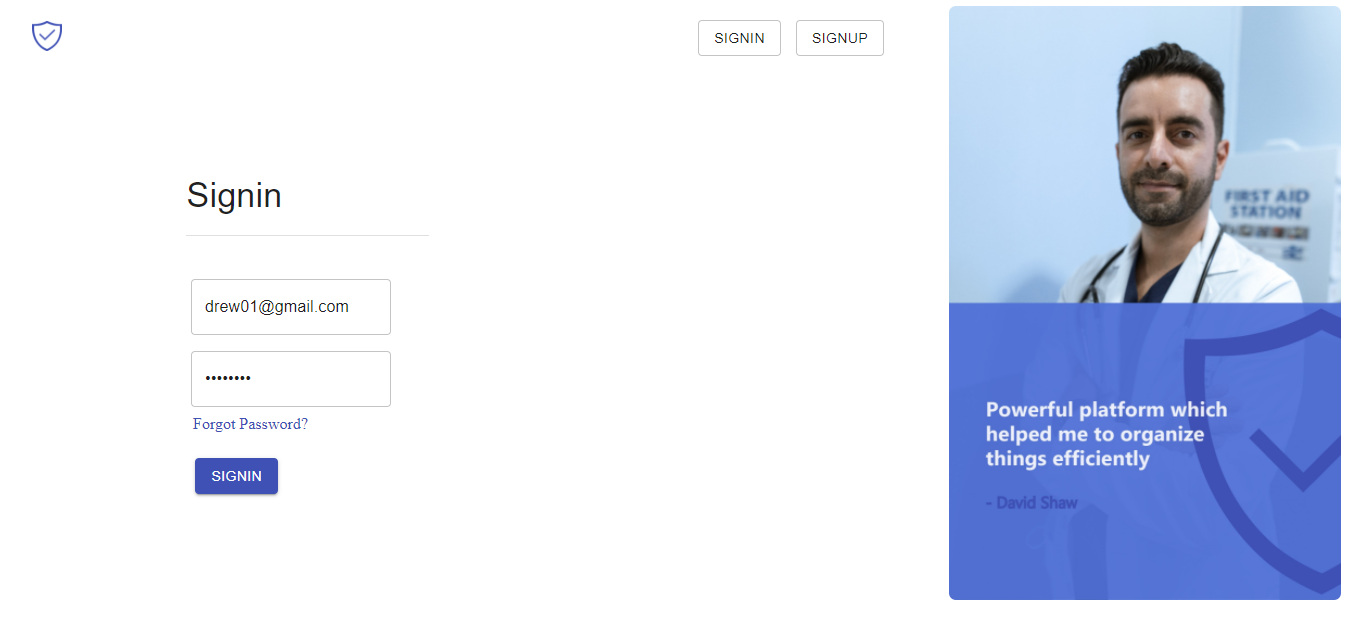 SIGNIN SIGNUP
Signin
drew01@gmail.com
••••••••
Forgot Password?
SIGNIN
FIRST AID
STATION
Powerful platform which
helped me to organize
things efficiently
- David Shaw